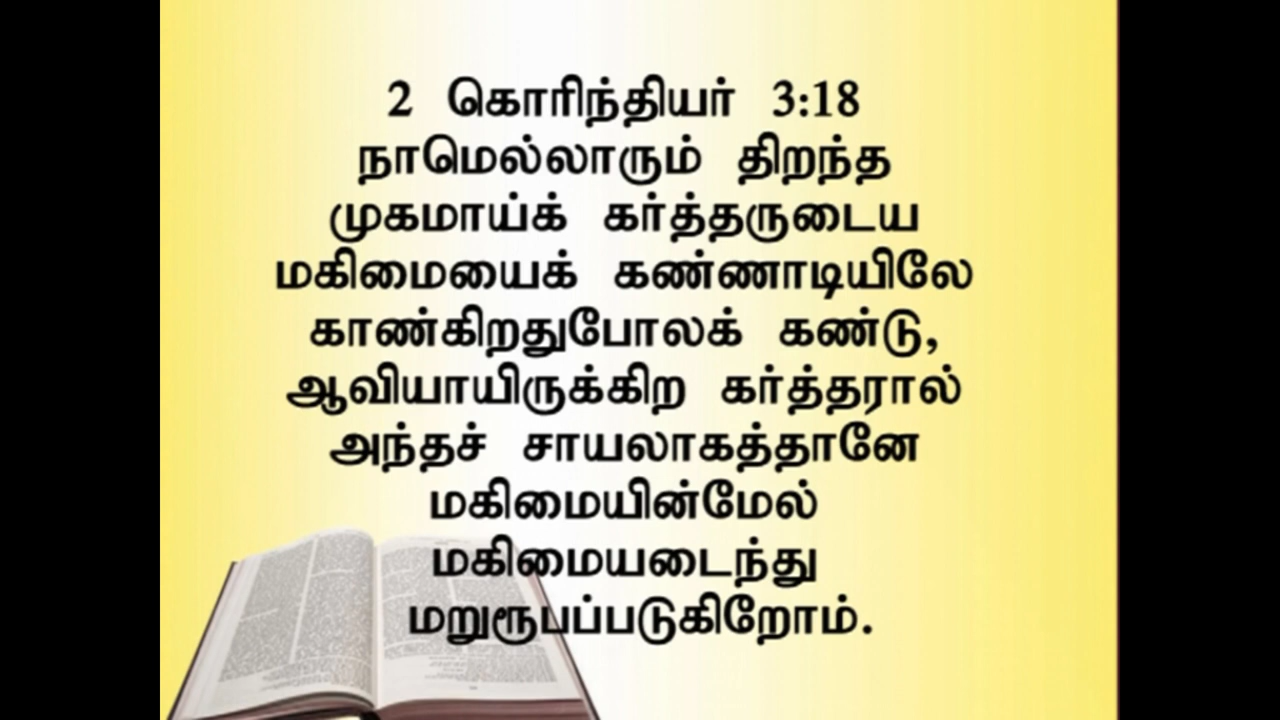 2 கொரிந்தியர் 3:18
நாமெல்லாரும் திறந்த
முகமாய்க் கர்த்தருடைய
மகிமையைக் கண்ணாடியிலே
காண்கிறதுபோலக் கண்டு,
ஆவியாயிருக்கிற கர்த்தரால்
அந்தச் சாயலாகத்தானே
மகிமையின்மேல்
மகிமையடைந்து
மறுரூபப்படுகிறோம்.